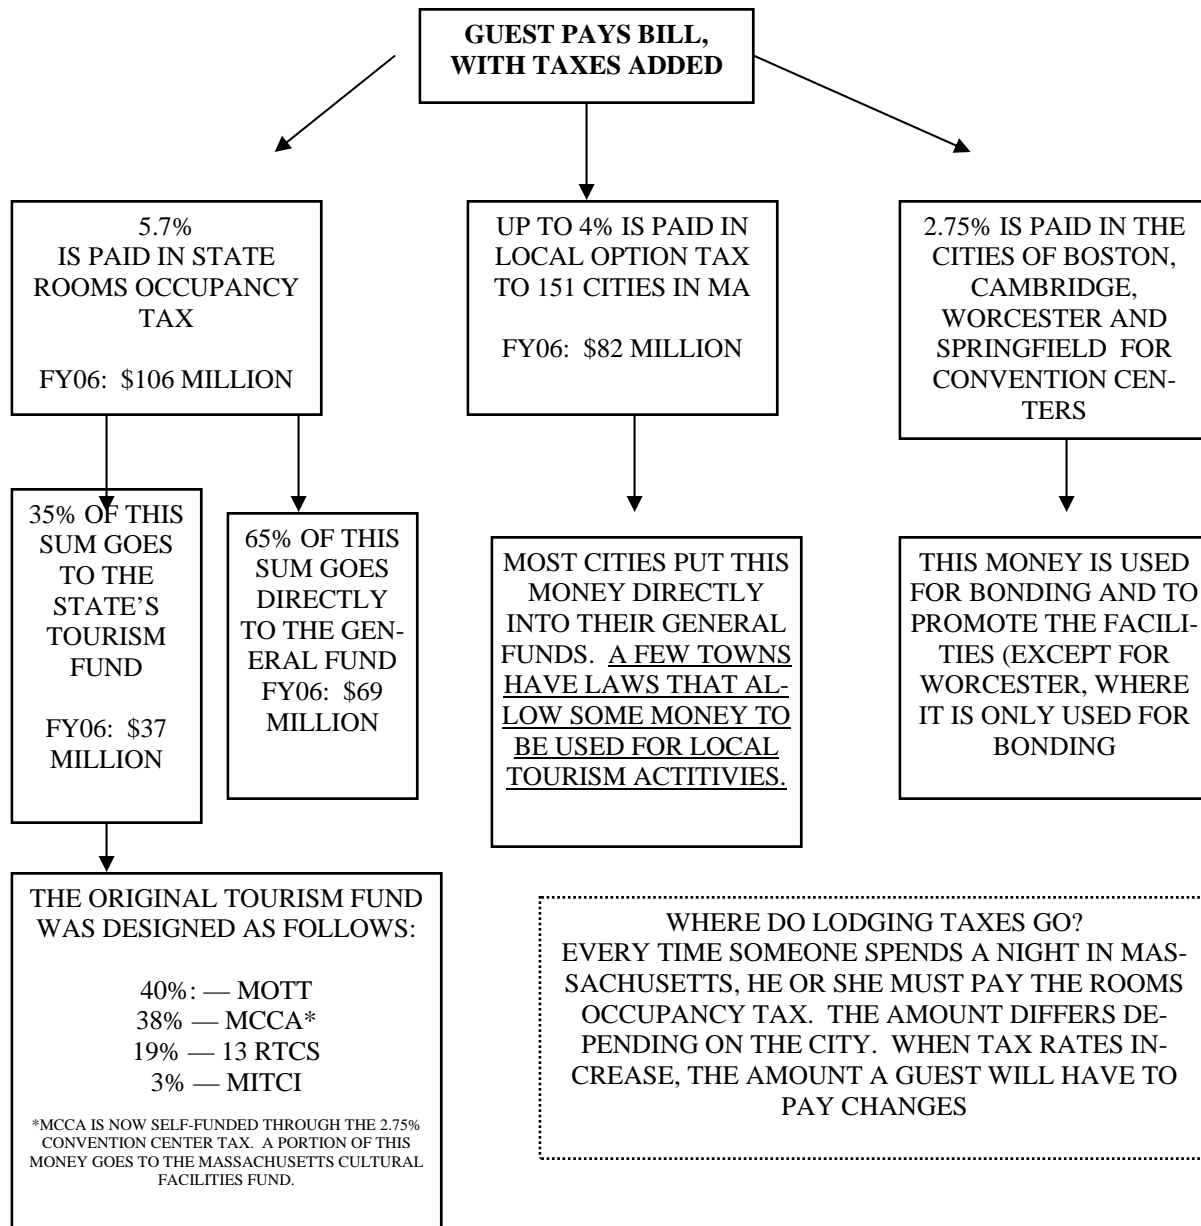 GUEST PAYS BILL,
WITH TAXES ADDED
5.7%
IS PAID IN STATE
ROOMS OCCUPANCY
TAX
FY06: $106 MILLION
UP TO 4% IS PAID IN
LOCAL OPTION TAX
TO 151 CITIES IN MA
FY06: $82 MILLION
2.75% IS PAID IN THE
CITIES OF BOSTON,
CAMBRIDGE,
WORCESTER AND
SPRINGFIELD FOR
CONVENTION CEN-
TERS
35% OF THIS
SUM GOES
TO THE
STATE’S
TOURISM
FUND
FY06: $37
MILLION
65% OF THIS
SUM GOES
DIRECTLY
TO THE GEN-
ERAL FUND
FY06: $69
MILLION
MOST CITIES PUT THIS
MONEY DIRECTLY
INTO THEIR GENERAL
FUNDS. A FEW TOWNS
HAVE LAWS THAT AL-
LOW SOME MONEY TO
BE USED FOR LOCAL
TOURISM ACTITIVIES.
THIS MONEY IS USED
FOR BONDING AND TO
PROMOTE THE FACILI-
TIES (EXCEPT FOR
WORCESTER, WHERE
IT IS ONLY USED FOR
BONDING
THE ORIGINAL TOURISM FUND
WAS DESIGNED AS FOLLOWS:
40%: — MOTT
38% — MCCA*
19% — 13 RTCS
3% — MITCI
*MCCA IS NOW SELF-FUNDED THROUGH THE 2.75%
CONVENTION CENTER TAX. A PORTION OF THIS
MONEY GOES TO THE MASSACHUSETTS CULTURAL
FACILITIES FUND.
WHERE DO LODGING TAXES GO?
EVERY TIME SOMEONE SPENDS A NIGHT IN MAS-
SACHUSETTS, HE OR SHE MUST PAY THE ROOMS
OCCUPANCY TAX. THE AMOUNT DIFFERS DE-
PENDING ON THE CITY. WHEN TAX RATES IN-
CREASE, THE AMOUNT A GUEST WILL HAVE TO
PAY CHANGES